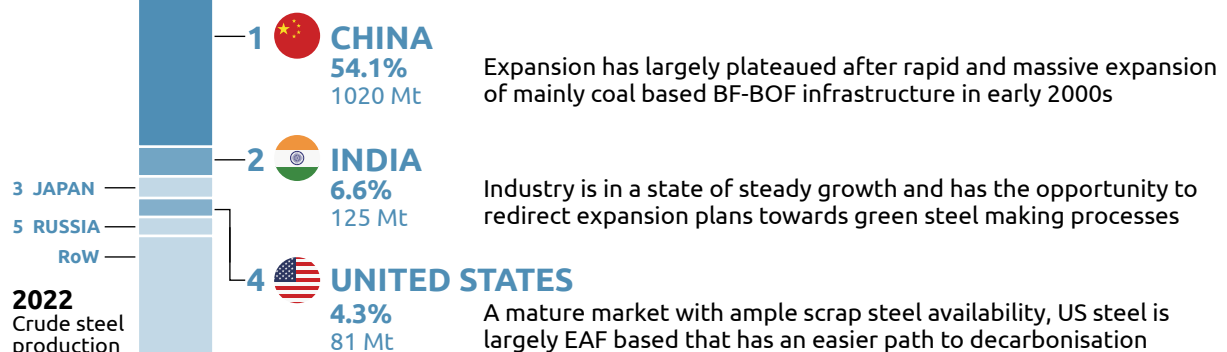 1 CHINA
54.1%
1020 Mt
Expansion has largely plateaued after rapid and massive expansion
of mainly coal based BF-BOF infrastructure in early 2000s
2 INDIA
6.6%
125 Mt
Industry is in a state of steady growth and has the opportunity to
redirect expansion plans towards green steel making processes
3 JAPAN
5 RUSSIA
RoW
4 UNITED STATES
4.3%
81 Mt
A mature market with ample scrap steel availability, US steel is
largely EAF based that has an easier path to decarbonisation
2022
Crude steel
production